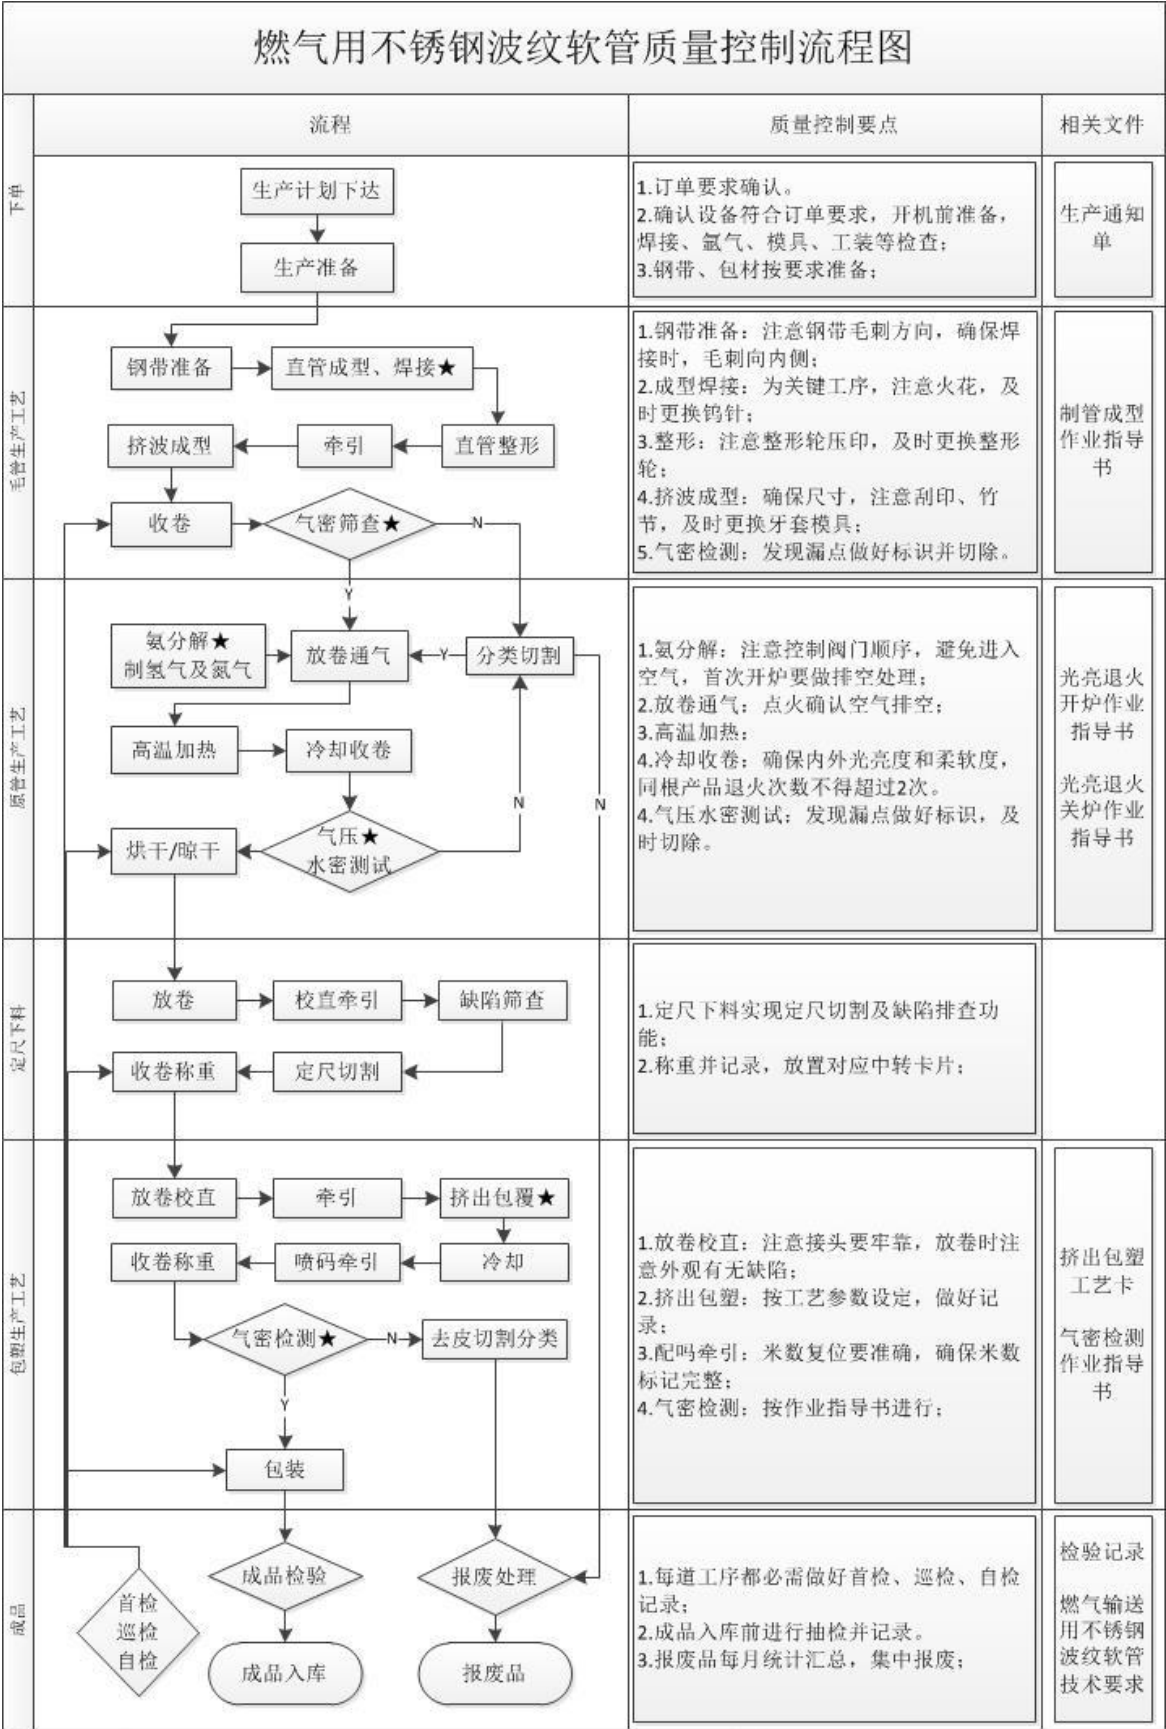 燃气用不锈钢波纹软管质量控制流程图
流程
质量控制要点
相关文件
下单
生产计划下达
生产准备
1.订单要求确认。
2.确认设备符合订单要求，开机前准备，
焊接、氩气、模具、工装等检查；
3.钢带、包材按要求准备；
生产通知
单
毛管生产工艺
钢带准备
直管成型、焊接★
挤波成型
牵引
直管整形
收卷
气密筛查★
N
Y
1.钢带准备：注意钢带毛刺方向，确保焊
接时，毛刺向内侧；
2.成型焊接：为关键工序，注意火花，及
时更换钨针；
3.整形：注意整形轮压印，及时更换整形
轮；
4.挤波成型：确保尺寸，注意刮印、竹
节，及时更换牙套模具；
5.气密检测：发现漏点做好标识并切除。
制管成型
作业指导
书
原管生产工艺
氨分解★
制氢气及氮气
放卷通气
Y
分类切割
高温加热
冷却收卷
N
N
烘干/晾干
气压★
水密测试
1.氨分解：注意控制阀门顺序，避免进入
空气，首次开炉要做排空处理；
2.放卷通气：点火确认空气排空；
3.高温加热：
4.冷却收卷：确保内外光亮度和柔软度，
同根产品退火次数不得超过2次。
4.气压水密测试：发现漏点做好标识，及
时切除。
光亮退火
开炉作业
指导书
光亮退火
关炉作业
指导书
定尺下料
放卷
校直牵引
缺陷筛查
收卷称重
定尺切割
1.定尺下料实现定尺切割及缺陷排查功
能；
2.称重并记录，放置对应中转卡片；
包塑生产工艺
放卷校直
牵引
挤出包覆★
收卷称重
喷码牵引
冷却
气密检测★
N
去皮切割分类
Y
包装
1.放卷校直：注意接头要牢靠，放卷时注
意外观有无缺陷；
2.挤出包塑：按工艺参数设定，做好记
录；
3.配吗牵引：米数复位要准确，确保米数
标记完整；
4.气密检测：按作业指导书进行；
挤出包塑
工艺卡
气密检测
作业指导
书
成品
首检
巡检
自检
成品检验
报废处理
成品入库
报废品
1.每道工序都必需做好首检、巡检、自检
记录；
2.成品入库前进行抽检并记录。
3.报废品每月统计汇总，集中报废；
检验记录
燃气输送
用不锈钢
波纹软管
技术要求